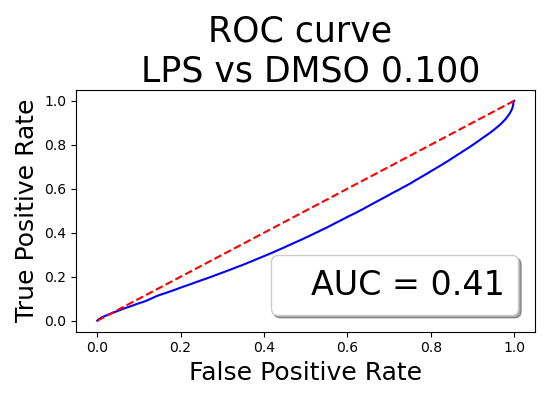 ROC curve
LPS vs DMSO 0.100
True Positive Rate
1.0
0.8
0.6
0.4
0.2
0.0
AUC = 0.41
0.0 0.2 0.4 0.6 0.8 1.0
False Positive Rate